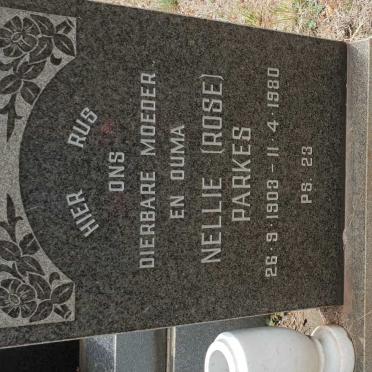 HIER RUS
ONS
DIERBARE MOEDER
EN OUMA
NELLIE (ROSE)
PARKES
26·9·1903 – 11·4·1980
PS. 23